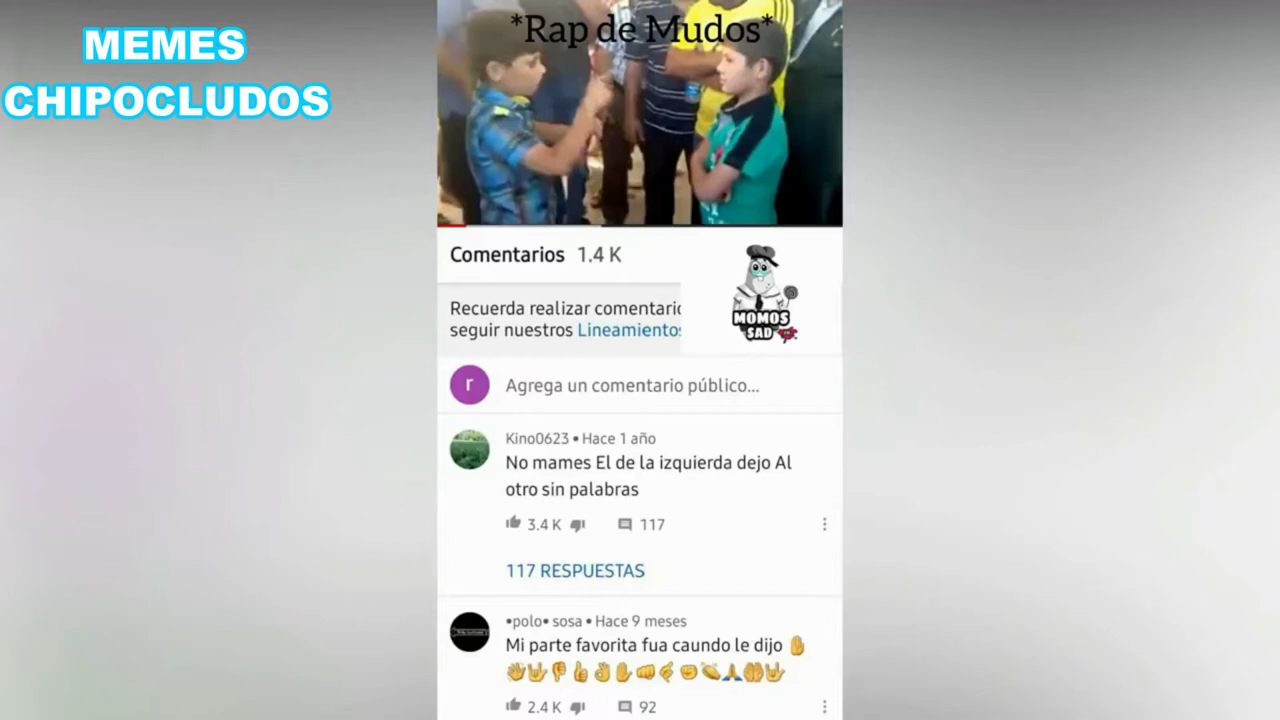 MEMES
CHIPOCLUDOS
*Rap de Mudos*
Comentarios 1.4 K
MOMOS
SAD
Recuerda realizar comentario
seguir nuestros Lineamientos
r
Agrega un comentario público...
Kino0623 • Hace 1 año
No mames El de la izquierda dejo Al
otro sin palabras
3.4 K 117
117 RESPUESTAS
•polo• sosa • Hace 9 meses
Mi parte favorita fua caundo le dijo ✋
👋🤟👎👍👌✋👊🤙✊👏🙏🤲🤟
2.4 K 92